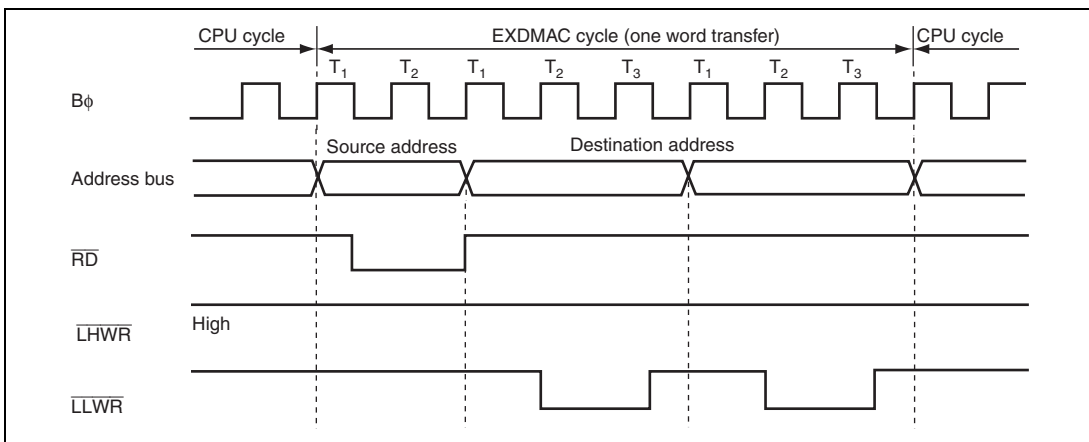 CPU cycle EXDMAC cycle (one word transfer) CPU cycle
T1 T2 T1 T2 T3 T1 T2 T3
Bϕ
Source address Destination address
Address bus
RD
High
LHWR
LLWR